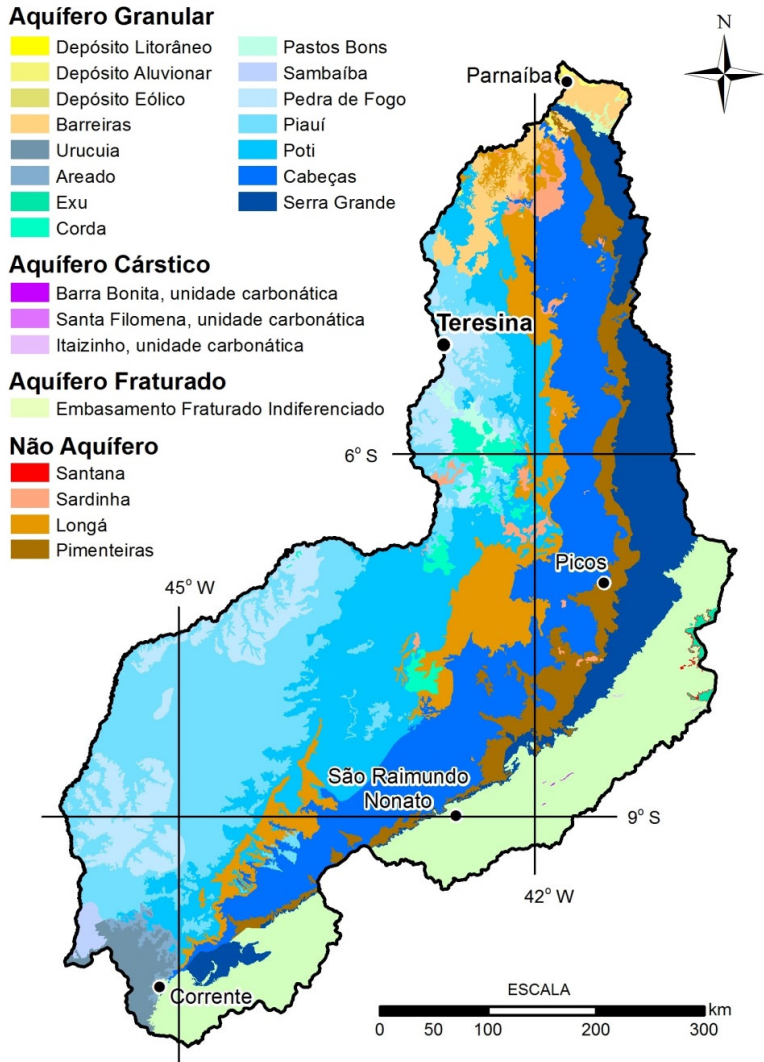 Aquífero Granular
Depósito Litorâneo
Depósito Aluvionar
Depósito Eólico
Barreiras
Urucuia
Areado
Exu
Corda
Pastos Bons
Sambaíba
Pedra de Fogo
Piauí
Poti
Cabeças
Serra Grande
Aquífero Cárstico
Barra Bonita, unidade carbonática
Santa Filomena, unidade carbonática
Itaizinho, unidade carbonática
Aquífero Fraturado
Embasamento Fraturado Indiferenciado
Não Aquífero
Santana
Sardinha
Longá
Pimenteiras
N
Parnaíba
Teresina
6° S
Picos
45° W
São Raimundo
Nonato
9° S
42° W
Corrente
ESCALA
km
0 50 100 200 300